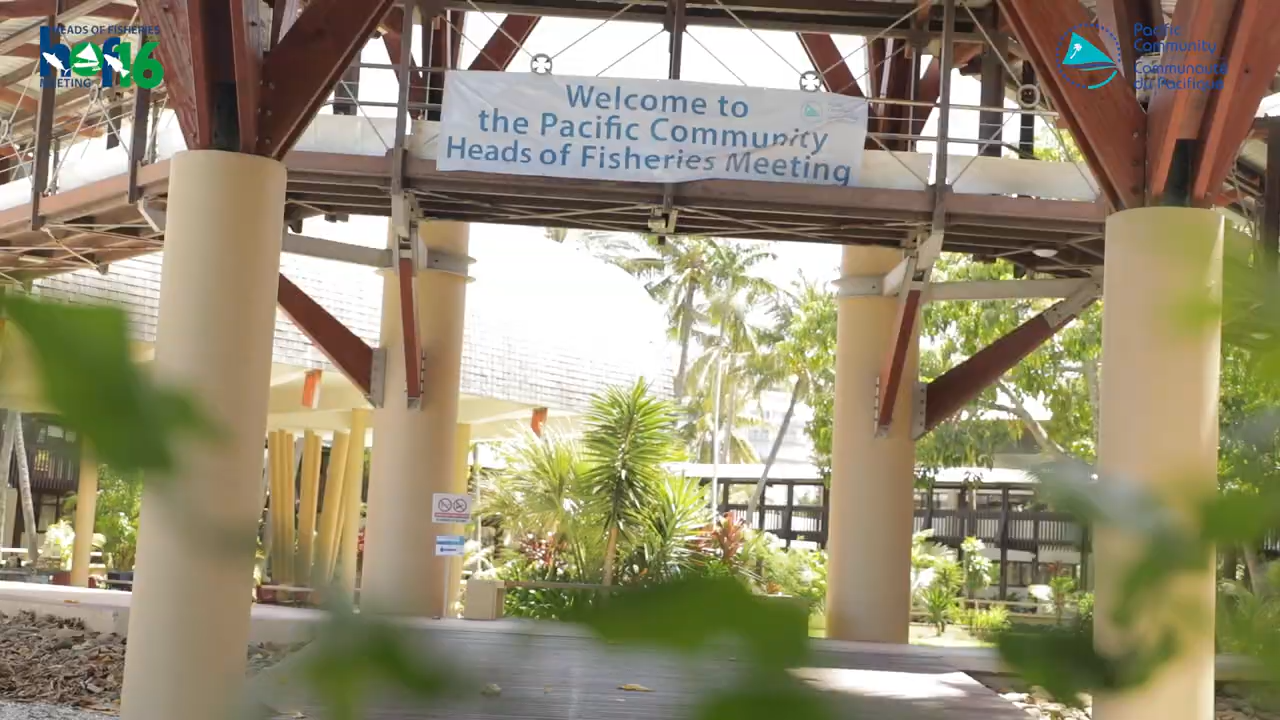 HEADS OF FISHERIES
hof16
MEETING
Pacific
Community
Communauté
du Pacifique
Welcome to
the Pacific Community
Heads of Fisheries Meeting